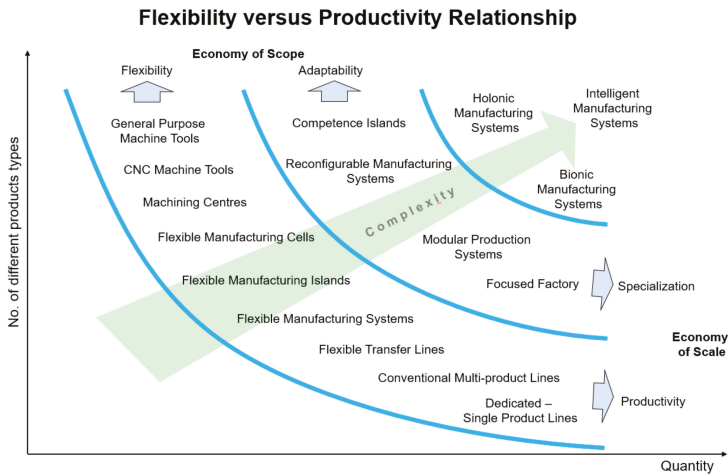 Flexibility versus Productivity Relationship
Economy of Scope
Flexibility
Adaptability
General Purpose
Machine Tools
CNC Machine Tools
Machining Centres
Flexible Manufacturing Cells
Flexible Manufacturing Islands
Flexible Manufacturing Systems
Flexible Transfer Lines
Conventional Multi-product Lines
Dedicated –
Single Product Lines
Competence Islands
Reconfigurable Manufacturing
Systems
Complexity
Modular Production
Systems
Focused Factory
Holonic
Manufacturing
Systems
Intelligent
Manufacturing
Systems
Bionic
Manufacturing
Systems
Specialization
Economy
of Scale
Productivity
No. of different products types
Quantity